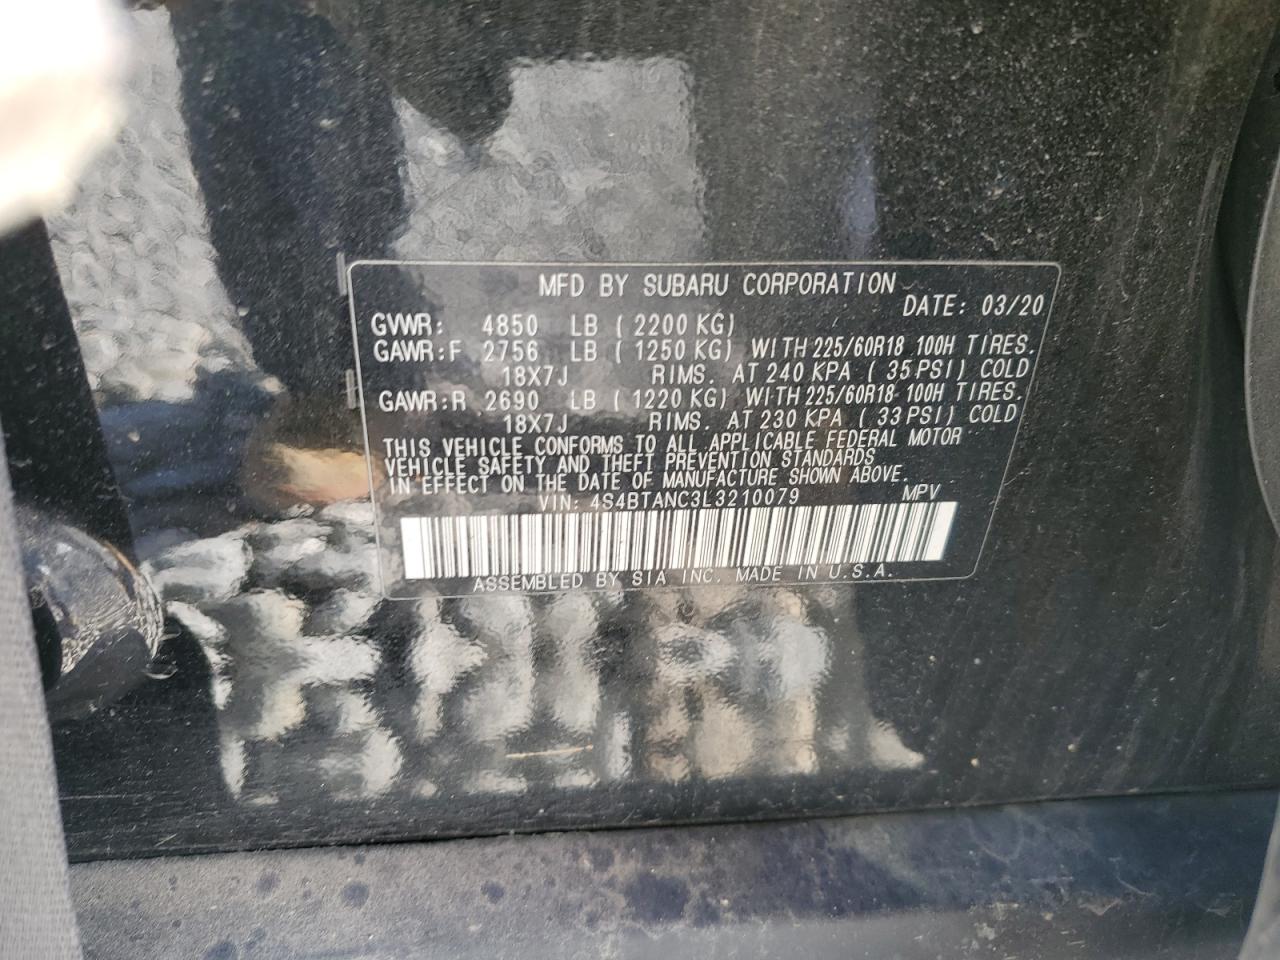 MFD BY SUBARU CORPORATION
DATE: 03/20
GVWR: 4850 LB ( 2200 KG)
GAWR:F 2756 LB ( 1250 KG) WITH 225/60R18 100H TIRES.
18X7J RIMS. AT 240 KPA ( 35 PSI) COLD
GAWR:R 2690 LB ( 1220 KG) WITH 225/60R18 100H TIRES.
18X7J RIMS. AT 230 KPA ( 33 PSI) COLD
THIS VEHICLE CONFORMS TO ALL APPLICABLE FEDERAL MOTOR
VEHICLE SAFETY AND THEFT PREVENTION STANDARDS
IN EFFECT ON THE DATE OF MANUFACTURE SHOWN ABOVE.
VIN: 4S4BTANC3L3210079 MPV
ASSEMBLED BY SIA INC. MADE IN U.S.A.